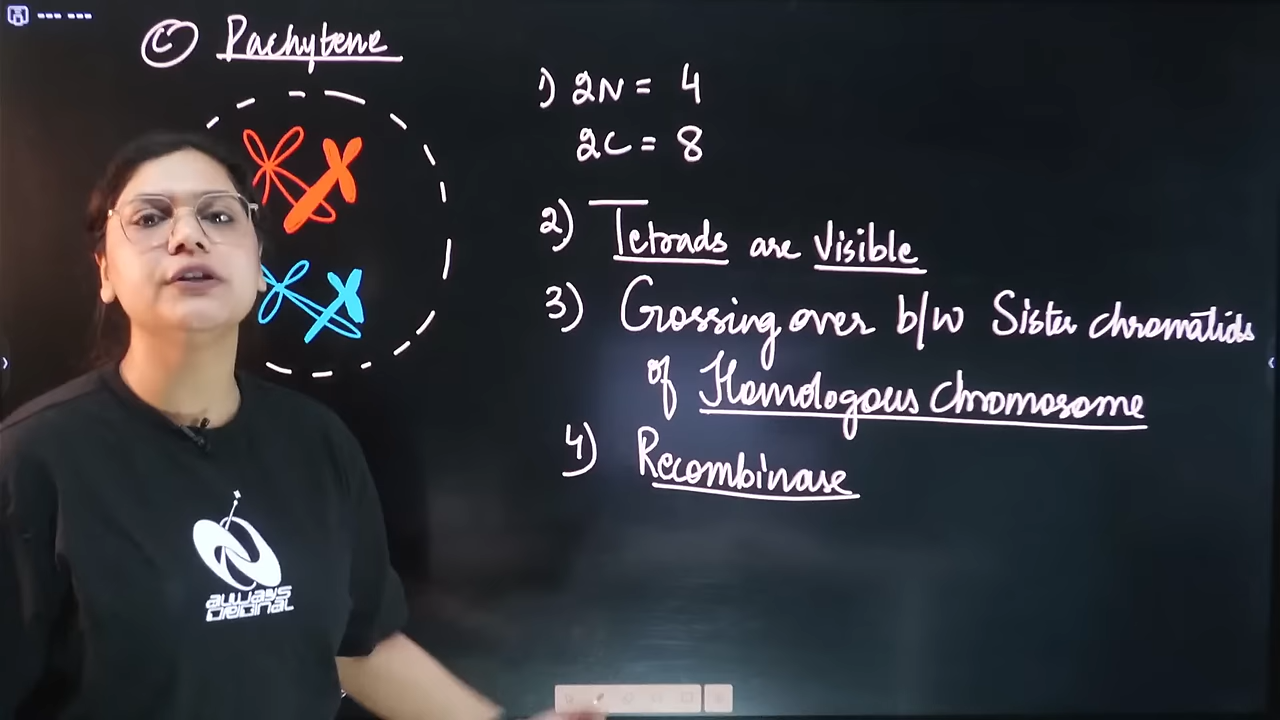 C Pachytene
1) 2N = 4
2C = 8
2) Tetrads are Visible
3) Crossing over b/w Sister chromatids
of Homologous Chromosome
4) Recombinase
ALWAYS
ORIGINAL